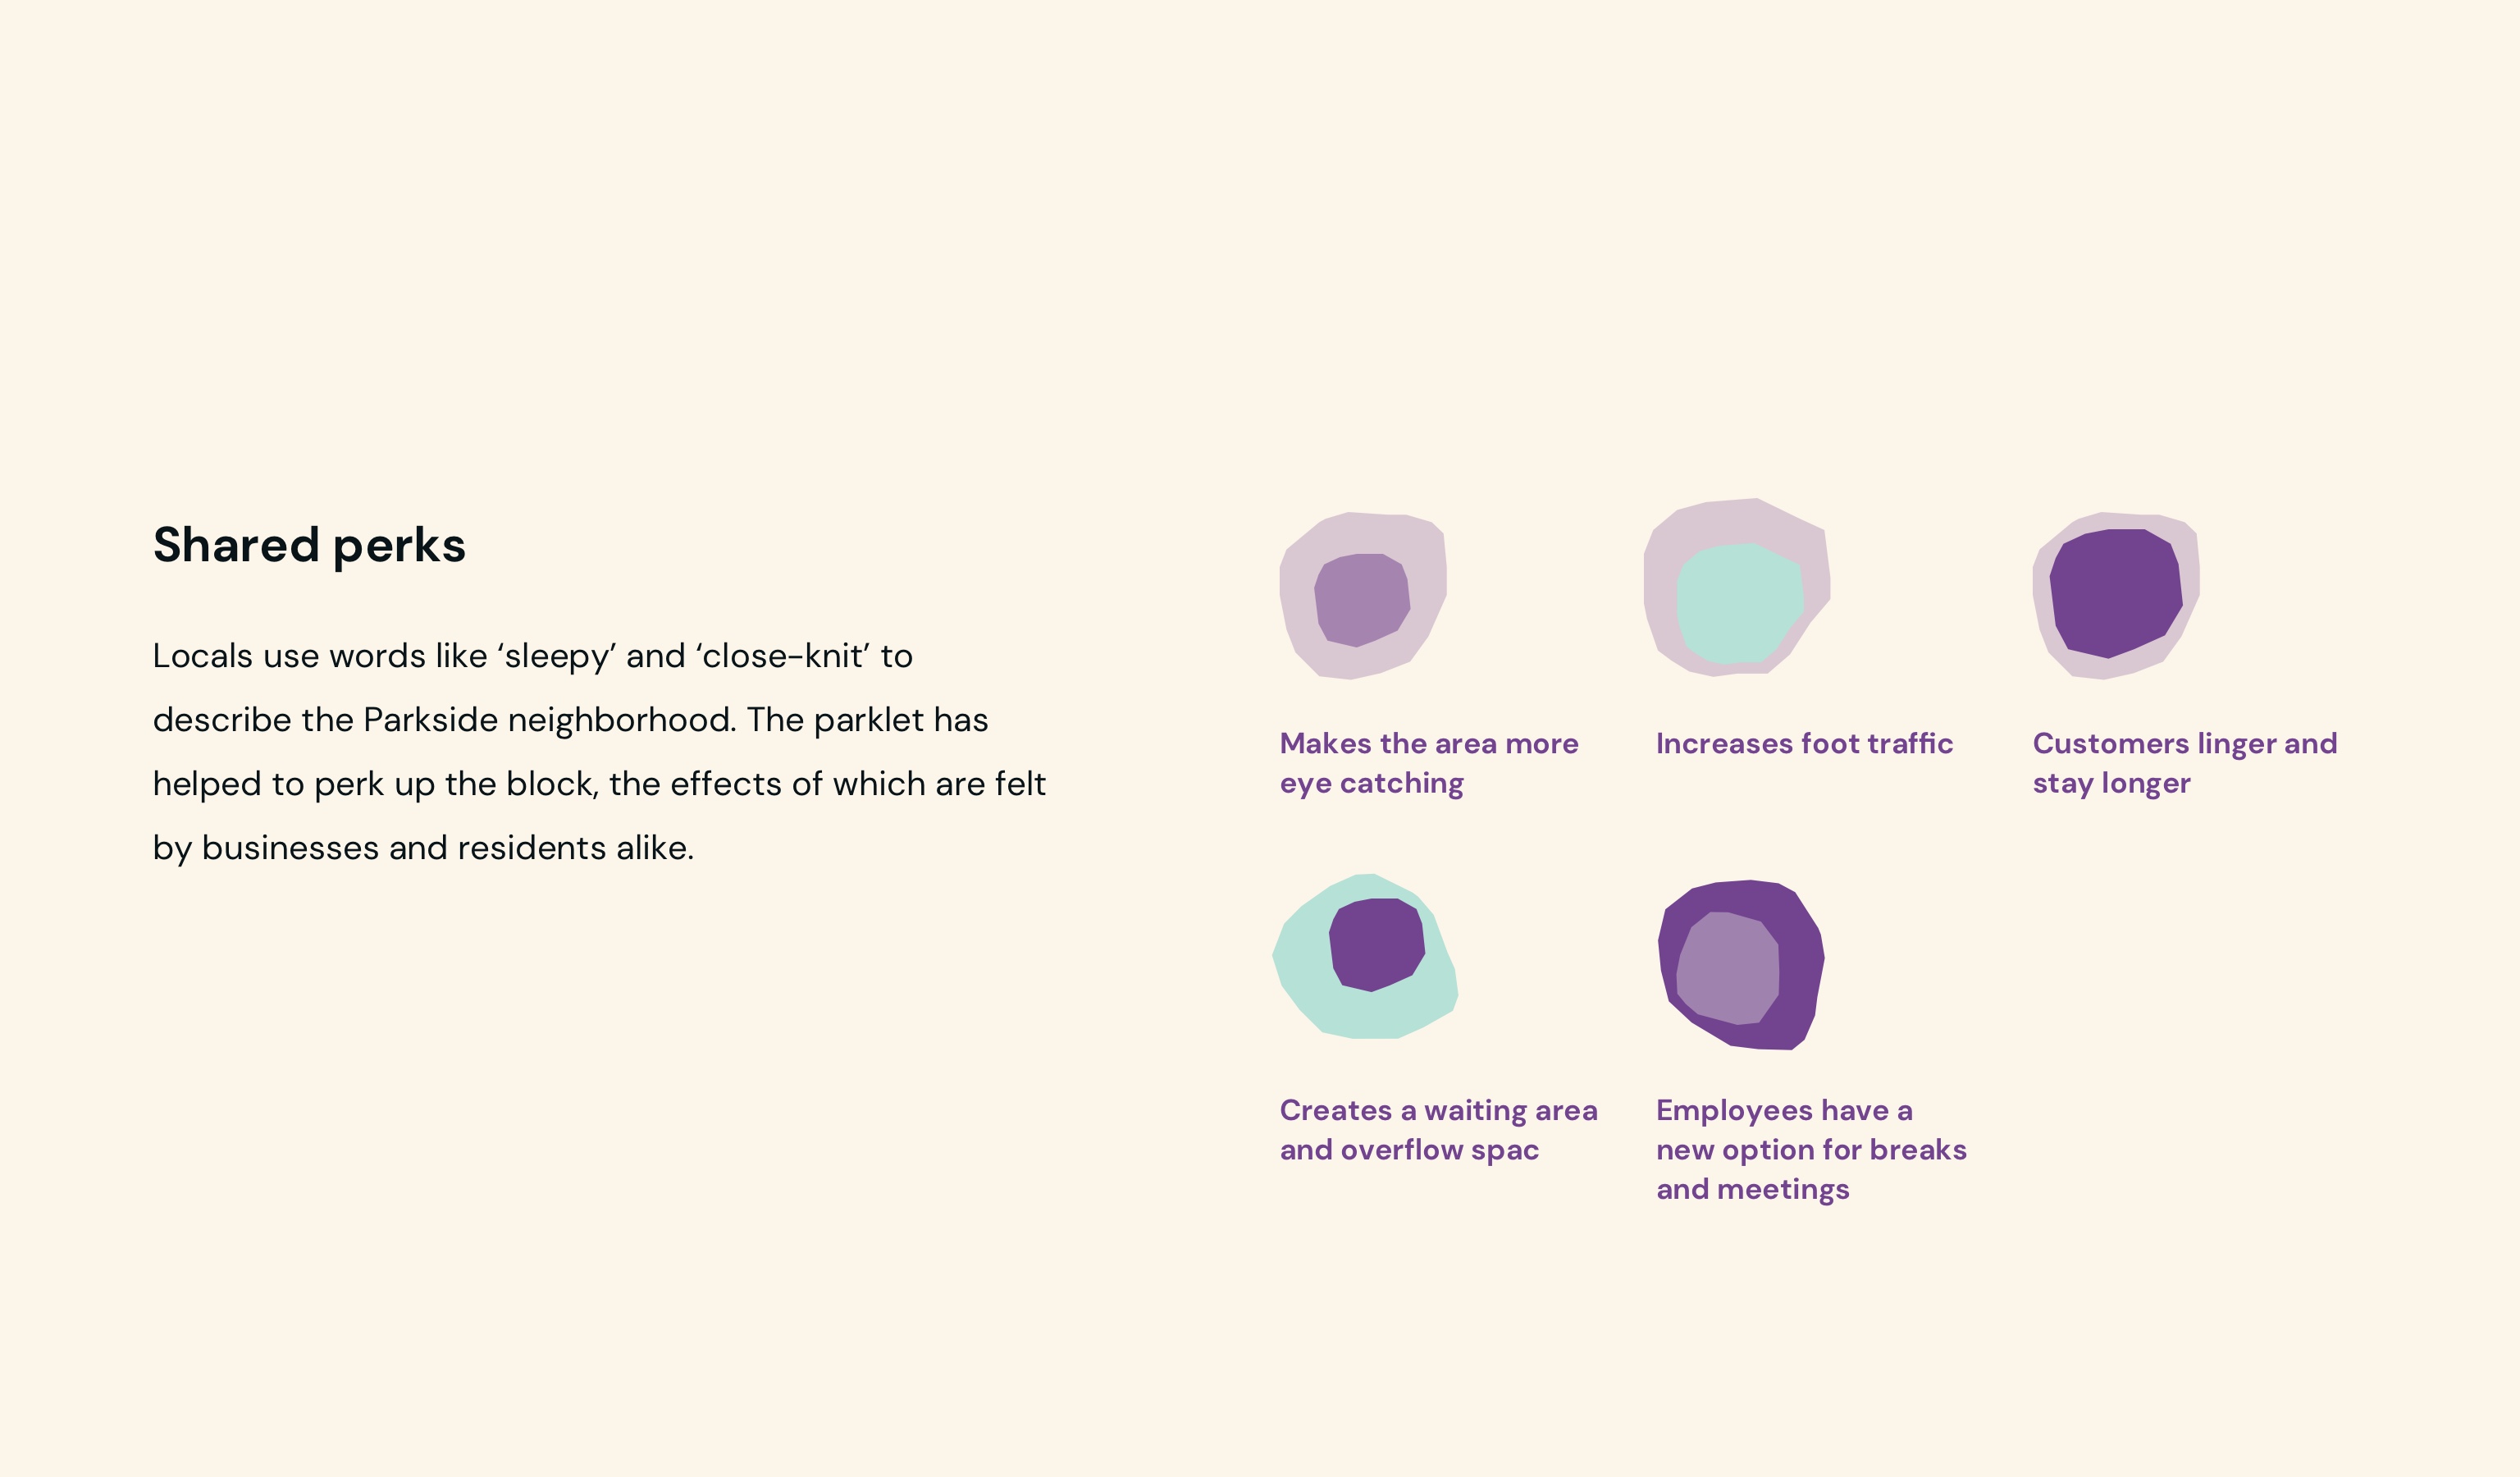 Shared perks
Locals use words like ‘sleepy’ and ‘close-knit’ to
describe the Parkside neighborhood. The parklet has
helped to perk up the block, the effects of which are felt
by businesses and residents alike.
Makes the area more
eye catching
Increases foot traffic
Customers linger and
stay longer
Creates a waiting area
and overflow spac
Employees have a
new option for breaks
and meetings